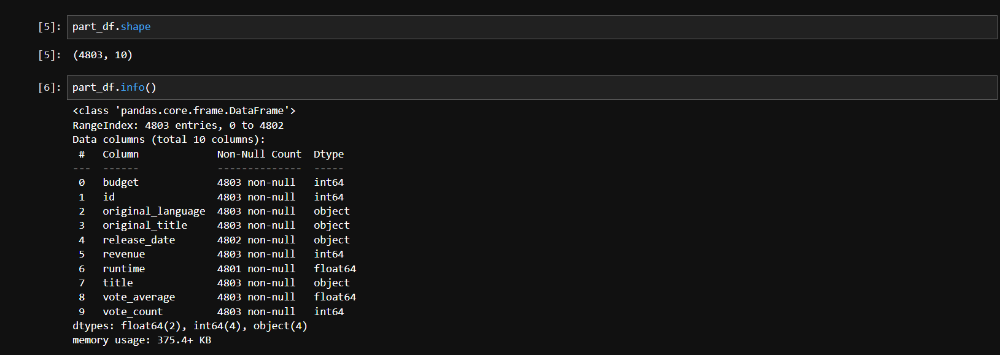 [5]: part_df.shape
[5]: (4803, 10)
[6]: part_df.info()
<class 'pandas.core.frame.DataFrame'>
RangeIndex: 4803 entries, 0 to 4802
Data columns (total 10 columns):
 #   Column             Non-Null Count  Dtype
---  ------             --------------  -----
 0   budget             4803 non-null   int64
 1   id                 4803 non-null   int64
 2   original_language  4803 non-null   object
 3   original_title     4803 non-null   object
 4   release_date       4802 non-null   object
 5   revenue            4803 non-null   int64
 6   runtime            4801 non-null   float64
 7   title              4803 non-null   object
 8   vote_average       4803 non-null   float64
 9   vote_count         4803 non-null   int64
dtypes: float64(2), int64(4), object(4)
memory usage: 375.4+ KB